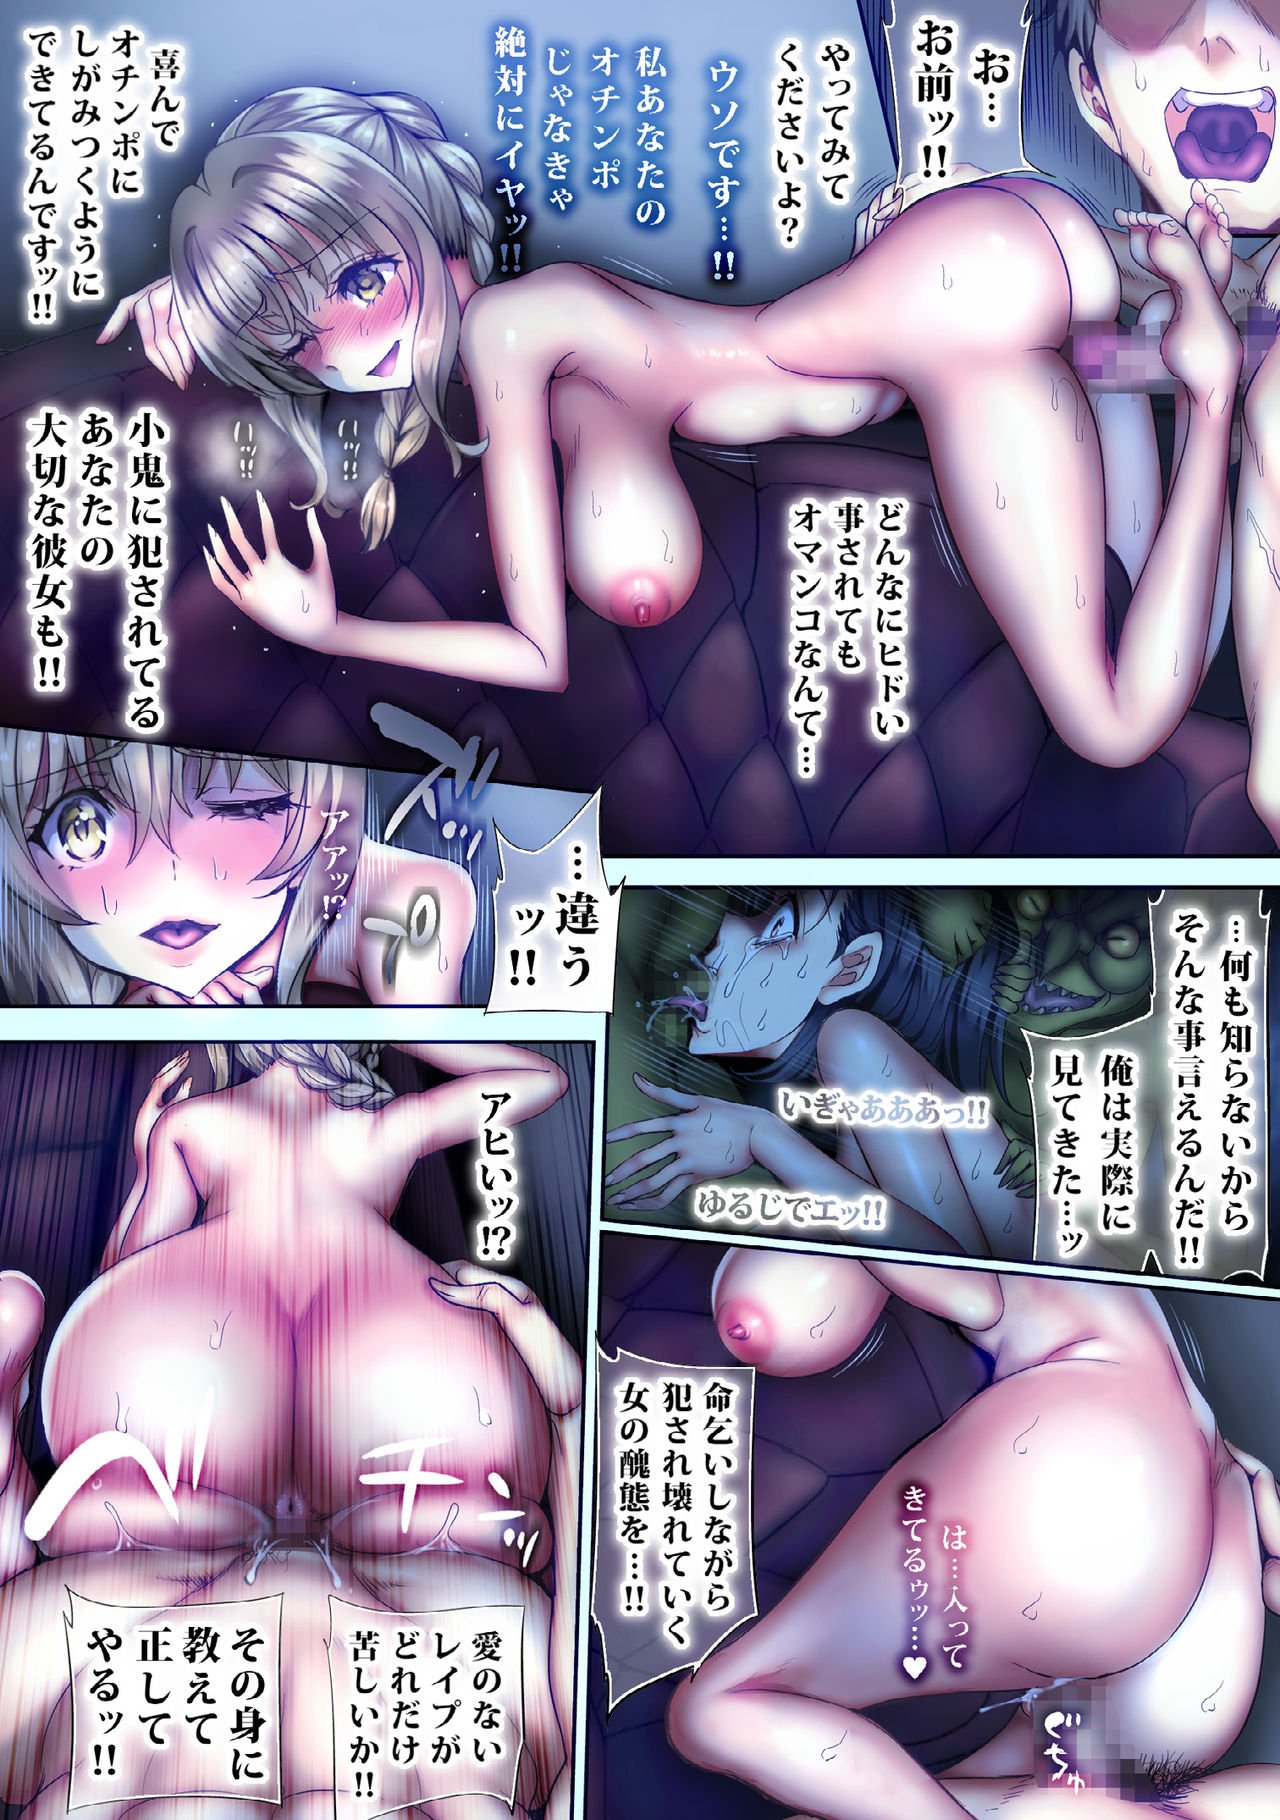 お…
お前ッ!!
やってみて
くださいよ?
ウソです…!!
私あなたの
オチンポ
じゃなきゃ
絶対にイヤッ!!
喜んで
オチンポに
しがみつくように
できてるんですッ!!
どんなにヒドい
事されても
オマンコなんて…
小鬼に犯されてる
あなたの
大切な彼女も!!
ハッ!!
ハッ!!
…違う
ッ!!
アアッ!?
…何も知らないから
そんな事言えるんだ!!
俺は実際に
見てきた…ッ
いぎゃあああっ!!
ゆるじでエッ!!
命乞いしながら
犯され壊れていく
女の醜態を…!!
は…入って
きてるゥッ…♥
ぐちゅ
アヒいッ!?
ベチンッ
愛のない
レイプが
どれだけ
苦しいか!!
その身に
教えて
正して
やるッ!!